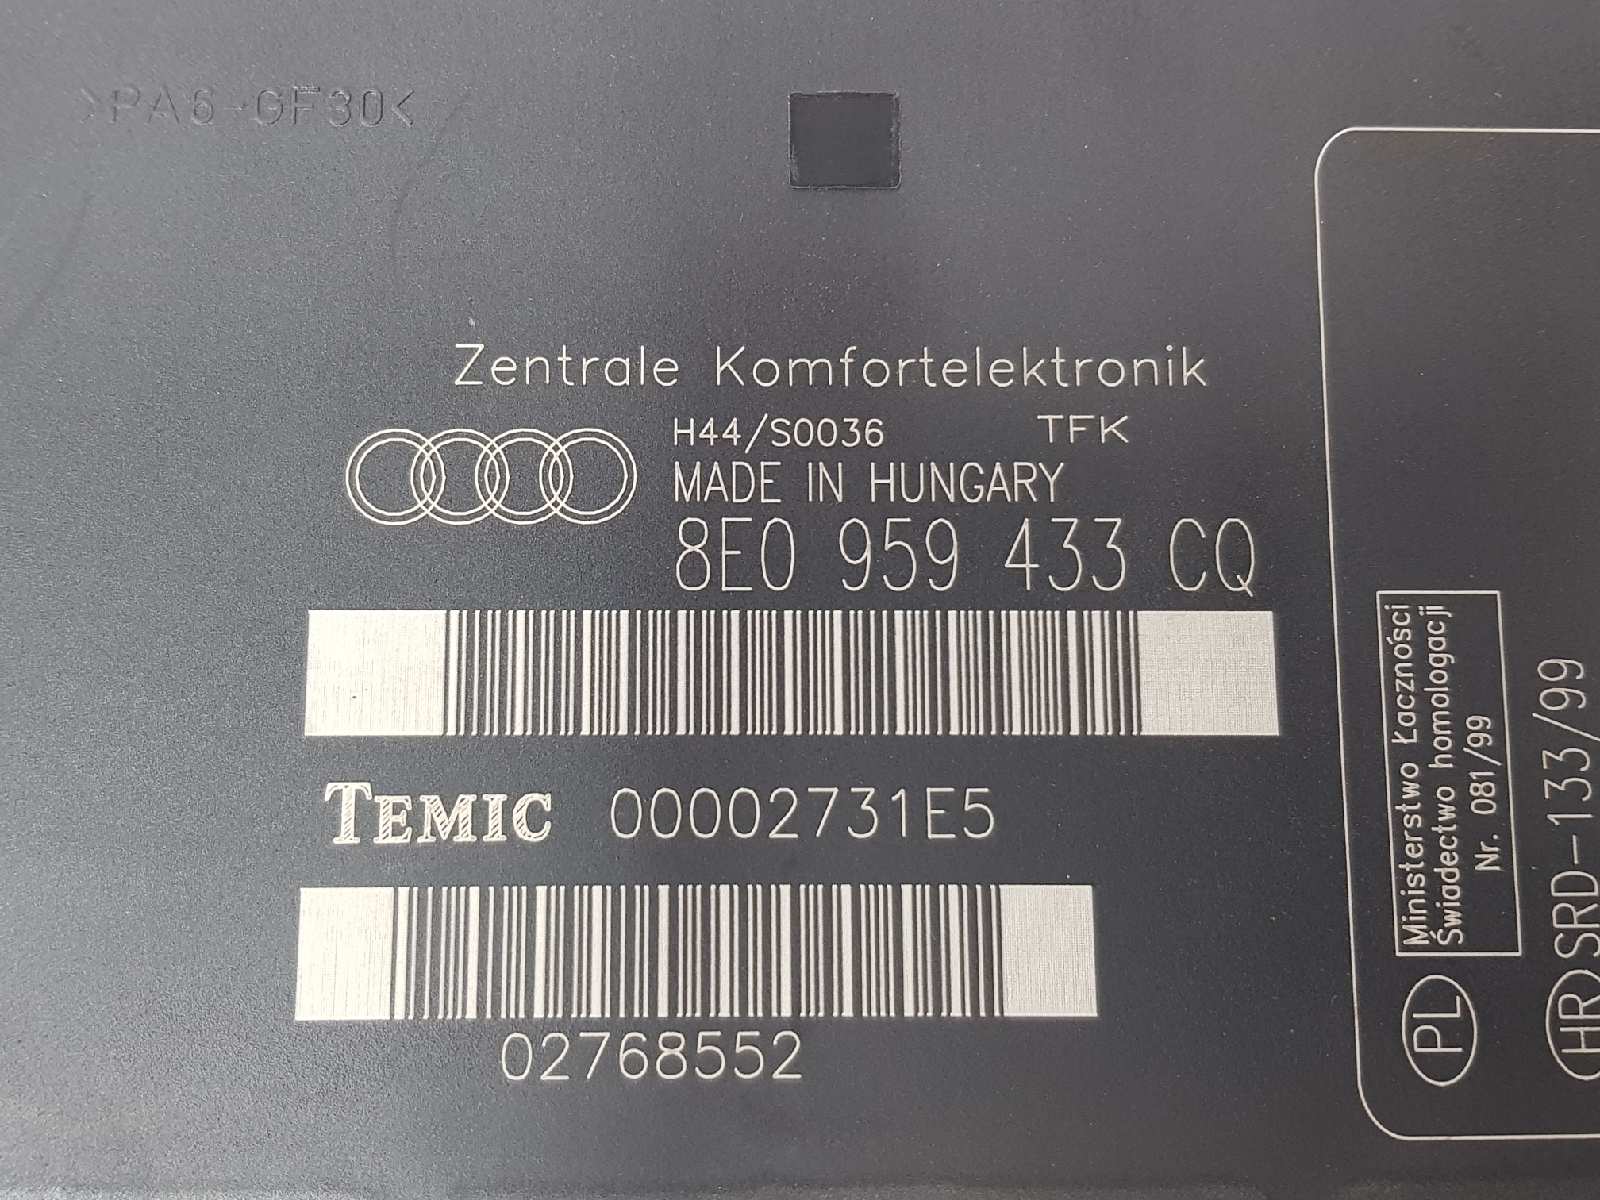 >PA6-GF30<
Zentrale Komfortelektronik
H44/S0036 TFK
MADE IN HUNGARY
8E0 959 433 CQ
TEMIC 00002731E5
02768552
Ministerstwo Łączności
Świadectwo homologacji
Nr. 081/99
PL
HR SRD-133/99